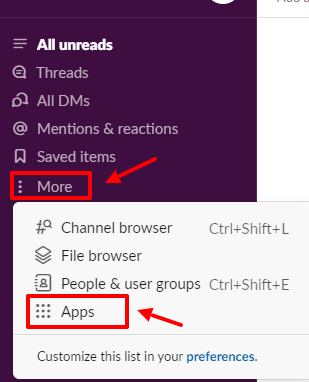 All unreads
Threads
All DMs
Mentions & reactions
Saved items
More
Channel browser Ctrl+Shift+L
File browser
People & user groups Ctrl+Shift+E
Apps
Customize this list in your preferences.